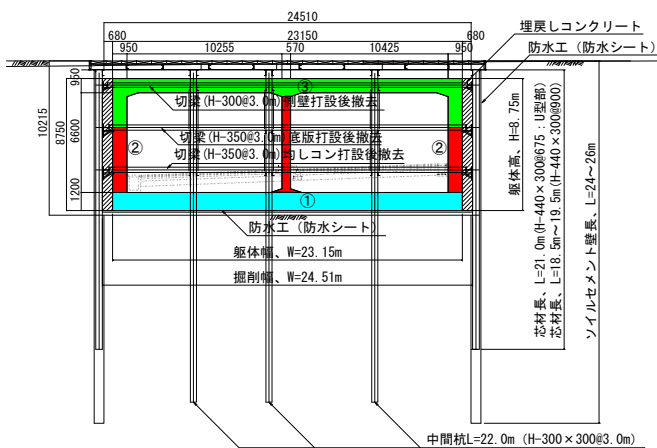 24510
680
23150
680
埋戻しコンクリート
950
10255
570
10425
950
防水工（防水シート）
950
③
切梁(H-300@3.0m)側壁打設後撤去
10215
8750
6600
切梁(H-350@3.0m)底版打設後撤去
②
②
切梁(H-350@3.0m)均しコン打設後撤去
1200
①
防水工（防水シート）
躯体幅、W=23.15m
掘削幅、W=24.51m
躯体高、H=8.75m
芯材長、L=21.0m(H-440×300@675：U型部)
芯材長、L=18.5m～19.5m(H-440×300@900)
ソイルセメント壁長、L=24～26m
中間杭L=22.0m（H-300×300@3.0m）